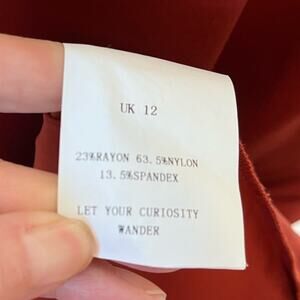 UK 12
23%RAYON 63.5%NYLON
13.5%SPANDEX
LET YOUR CURIOSITY
WANDER